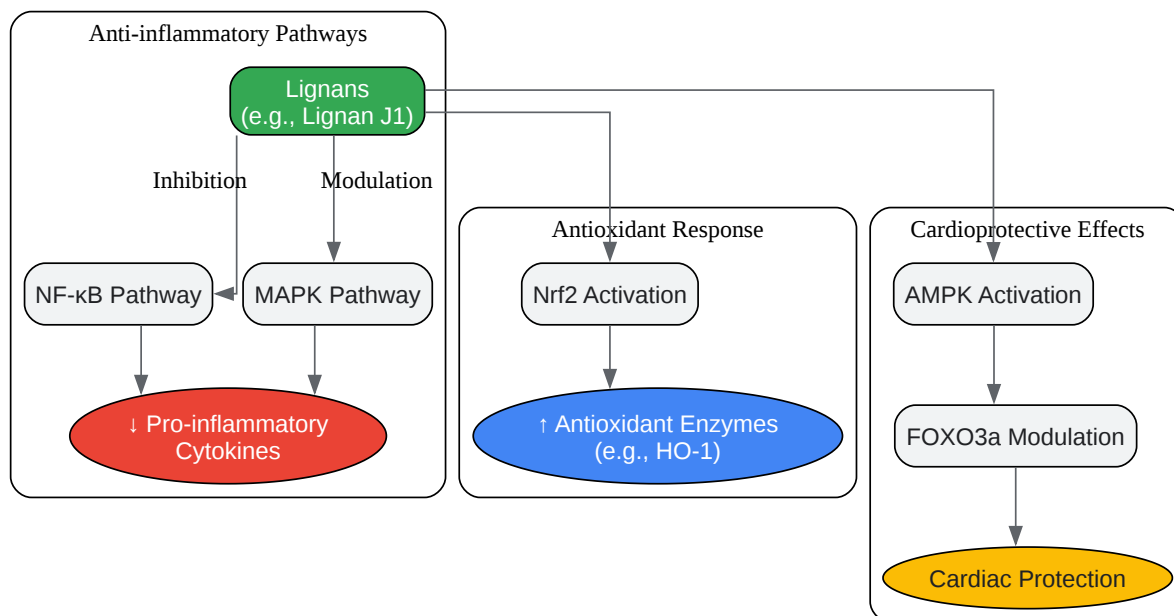 Anti-inflammatory Pathways
Lignans
(e.g., Lignan J1)
Inhibition
Modulation
NF-κB Pathway
MAPK Pathway
↓ Pro-inflammatory
Cytokines
Antioxidant Response
Nrf2 Activation
↑ Antioxidant Enzymes
(e.g., HO-1)
Cardioprotective Effects
AMPK Activation
FOXO3a Modulation
Cardiac Protection